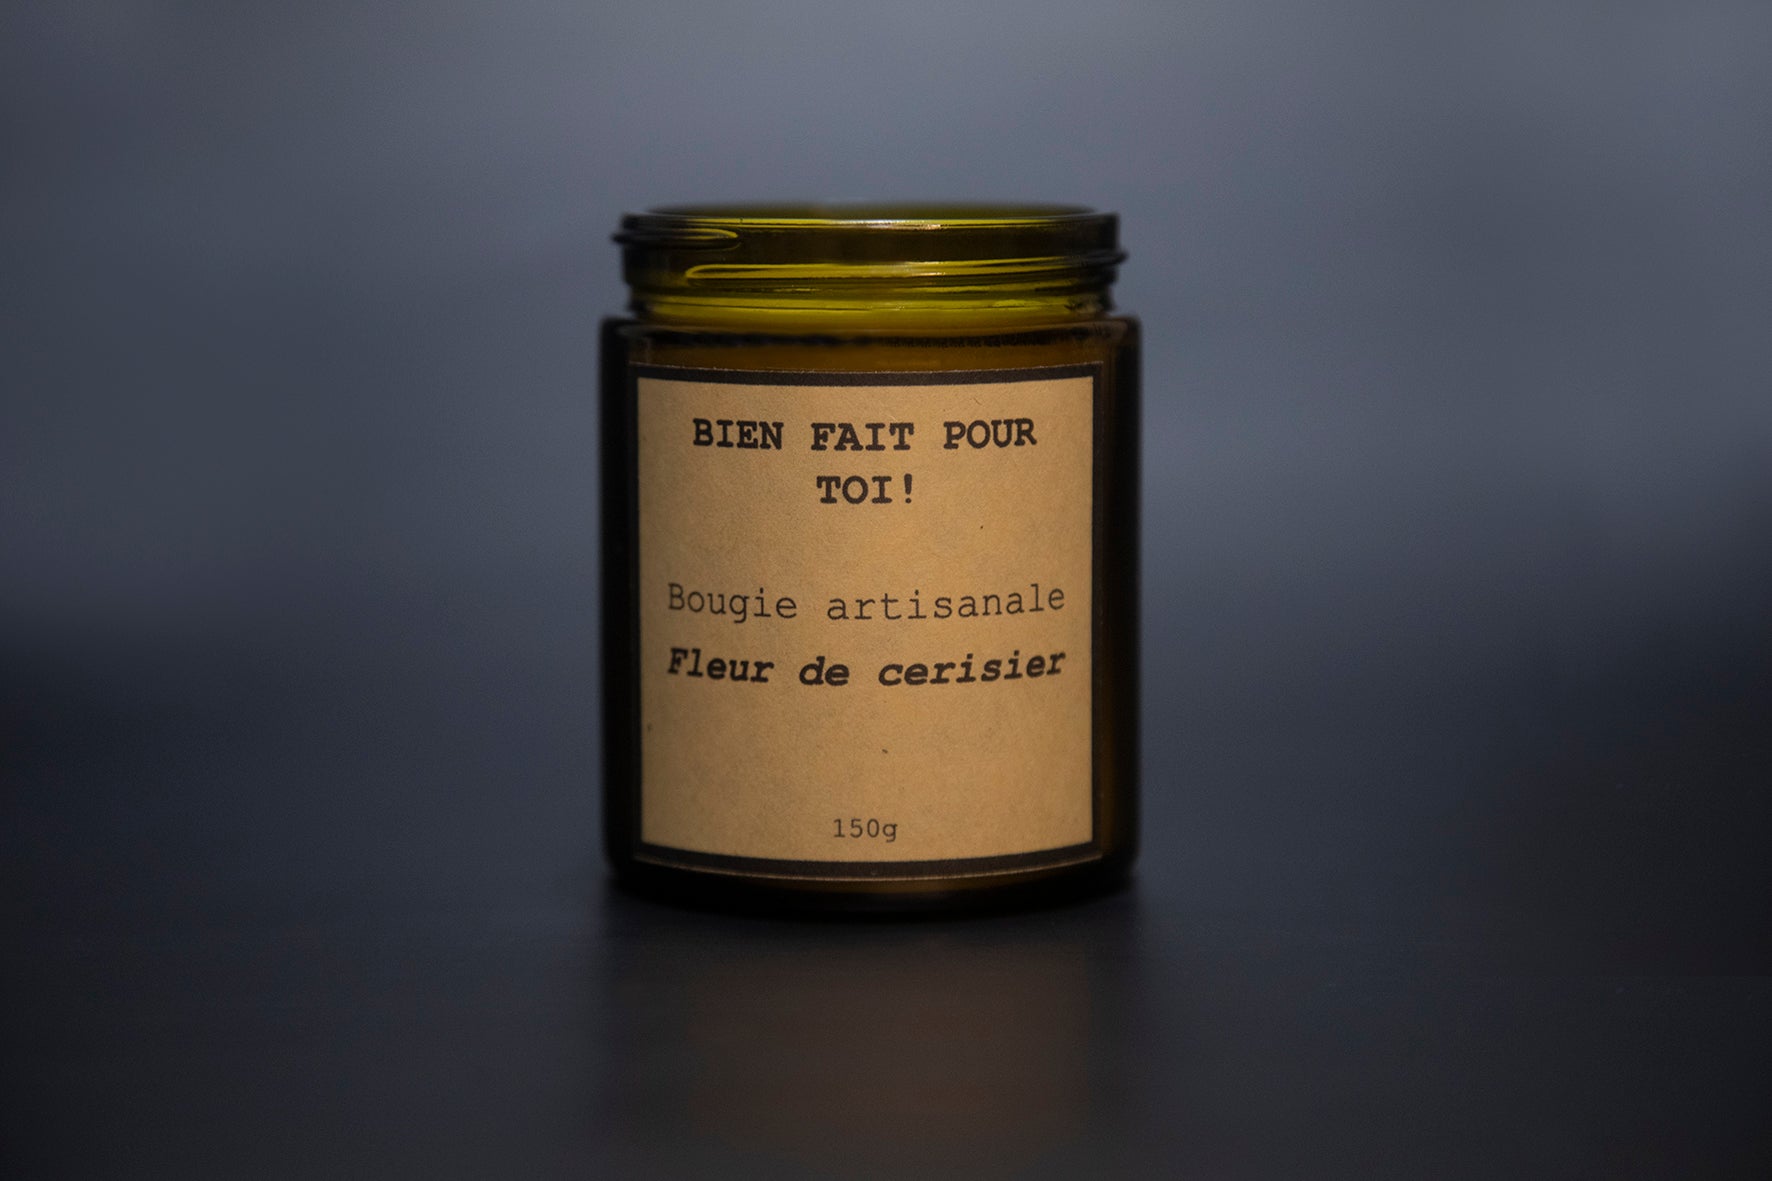 BIEN FAIT POUR
TOI!
Bougie artisanale
Fleur de cerisier
150g